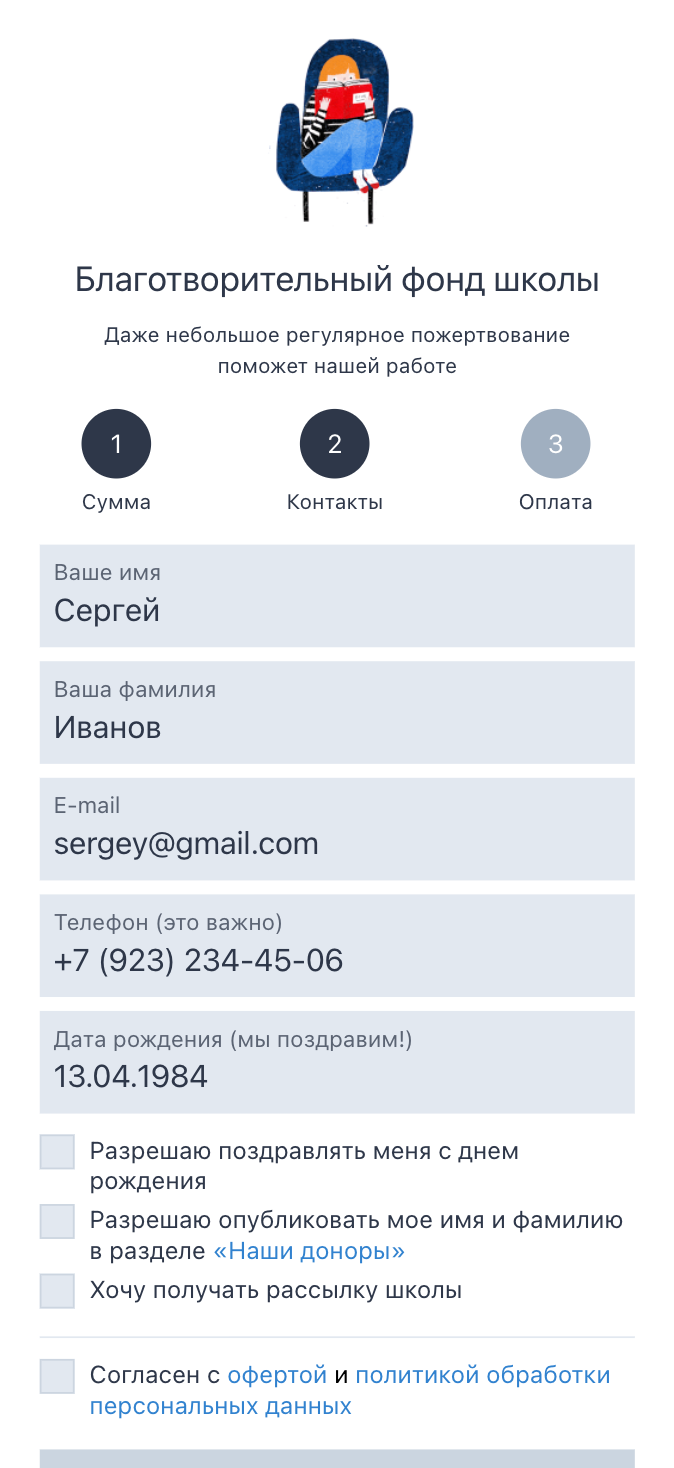 Благотворительный фонд школы
Даже небольшое регулярное пожертвование
поможет нашей работе
1
2
3
Сумма
Контакты
Оплата
Ваше имя
Сергей
Ваша фамилия
Иванов
E-mail
sergey@gmail.com
Телефон (это важно)
+7 (923) 234-45-06
Дата рождения (мы поздравим!)
13.04.1984
Разрешаю поздравлять меня с днем
рождения
Разрешаю опубликовать мое имя и фамилию
в разделе «Наши доноры»
Хочу получать рассылку школы
Согласен с офертой и политикой обработки
персональных данных